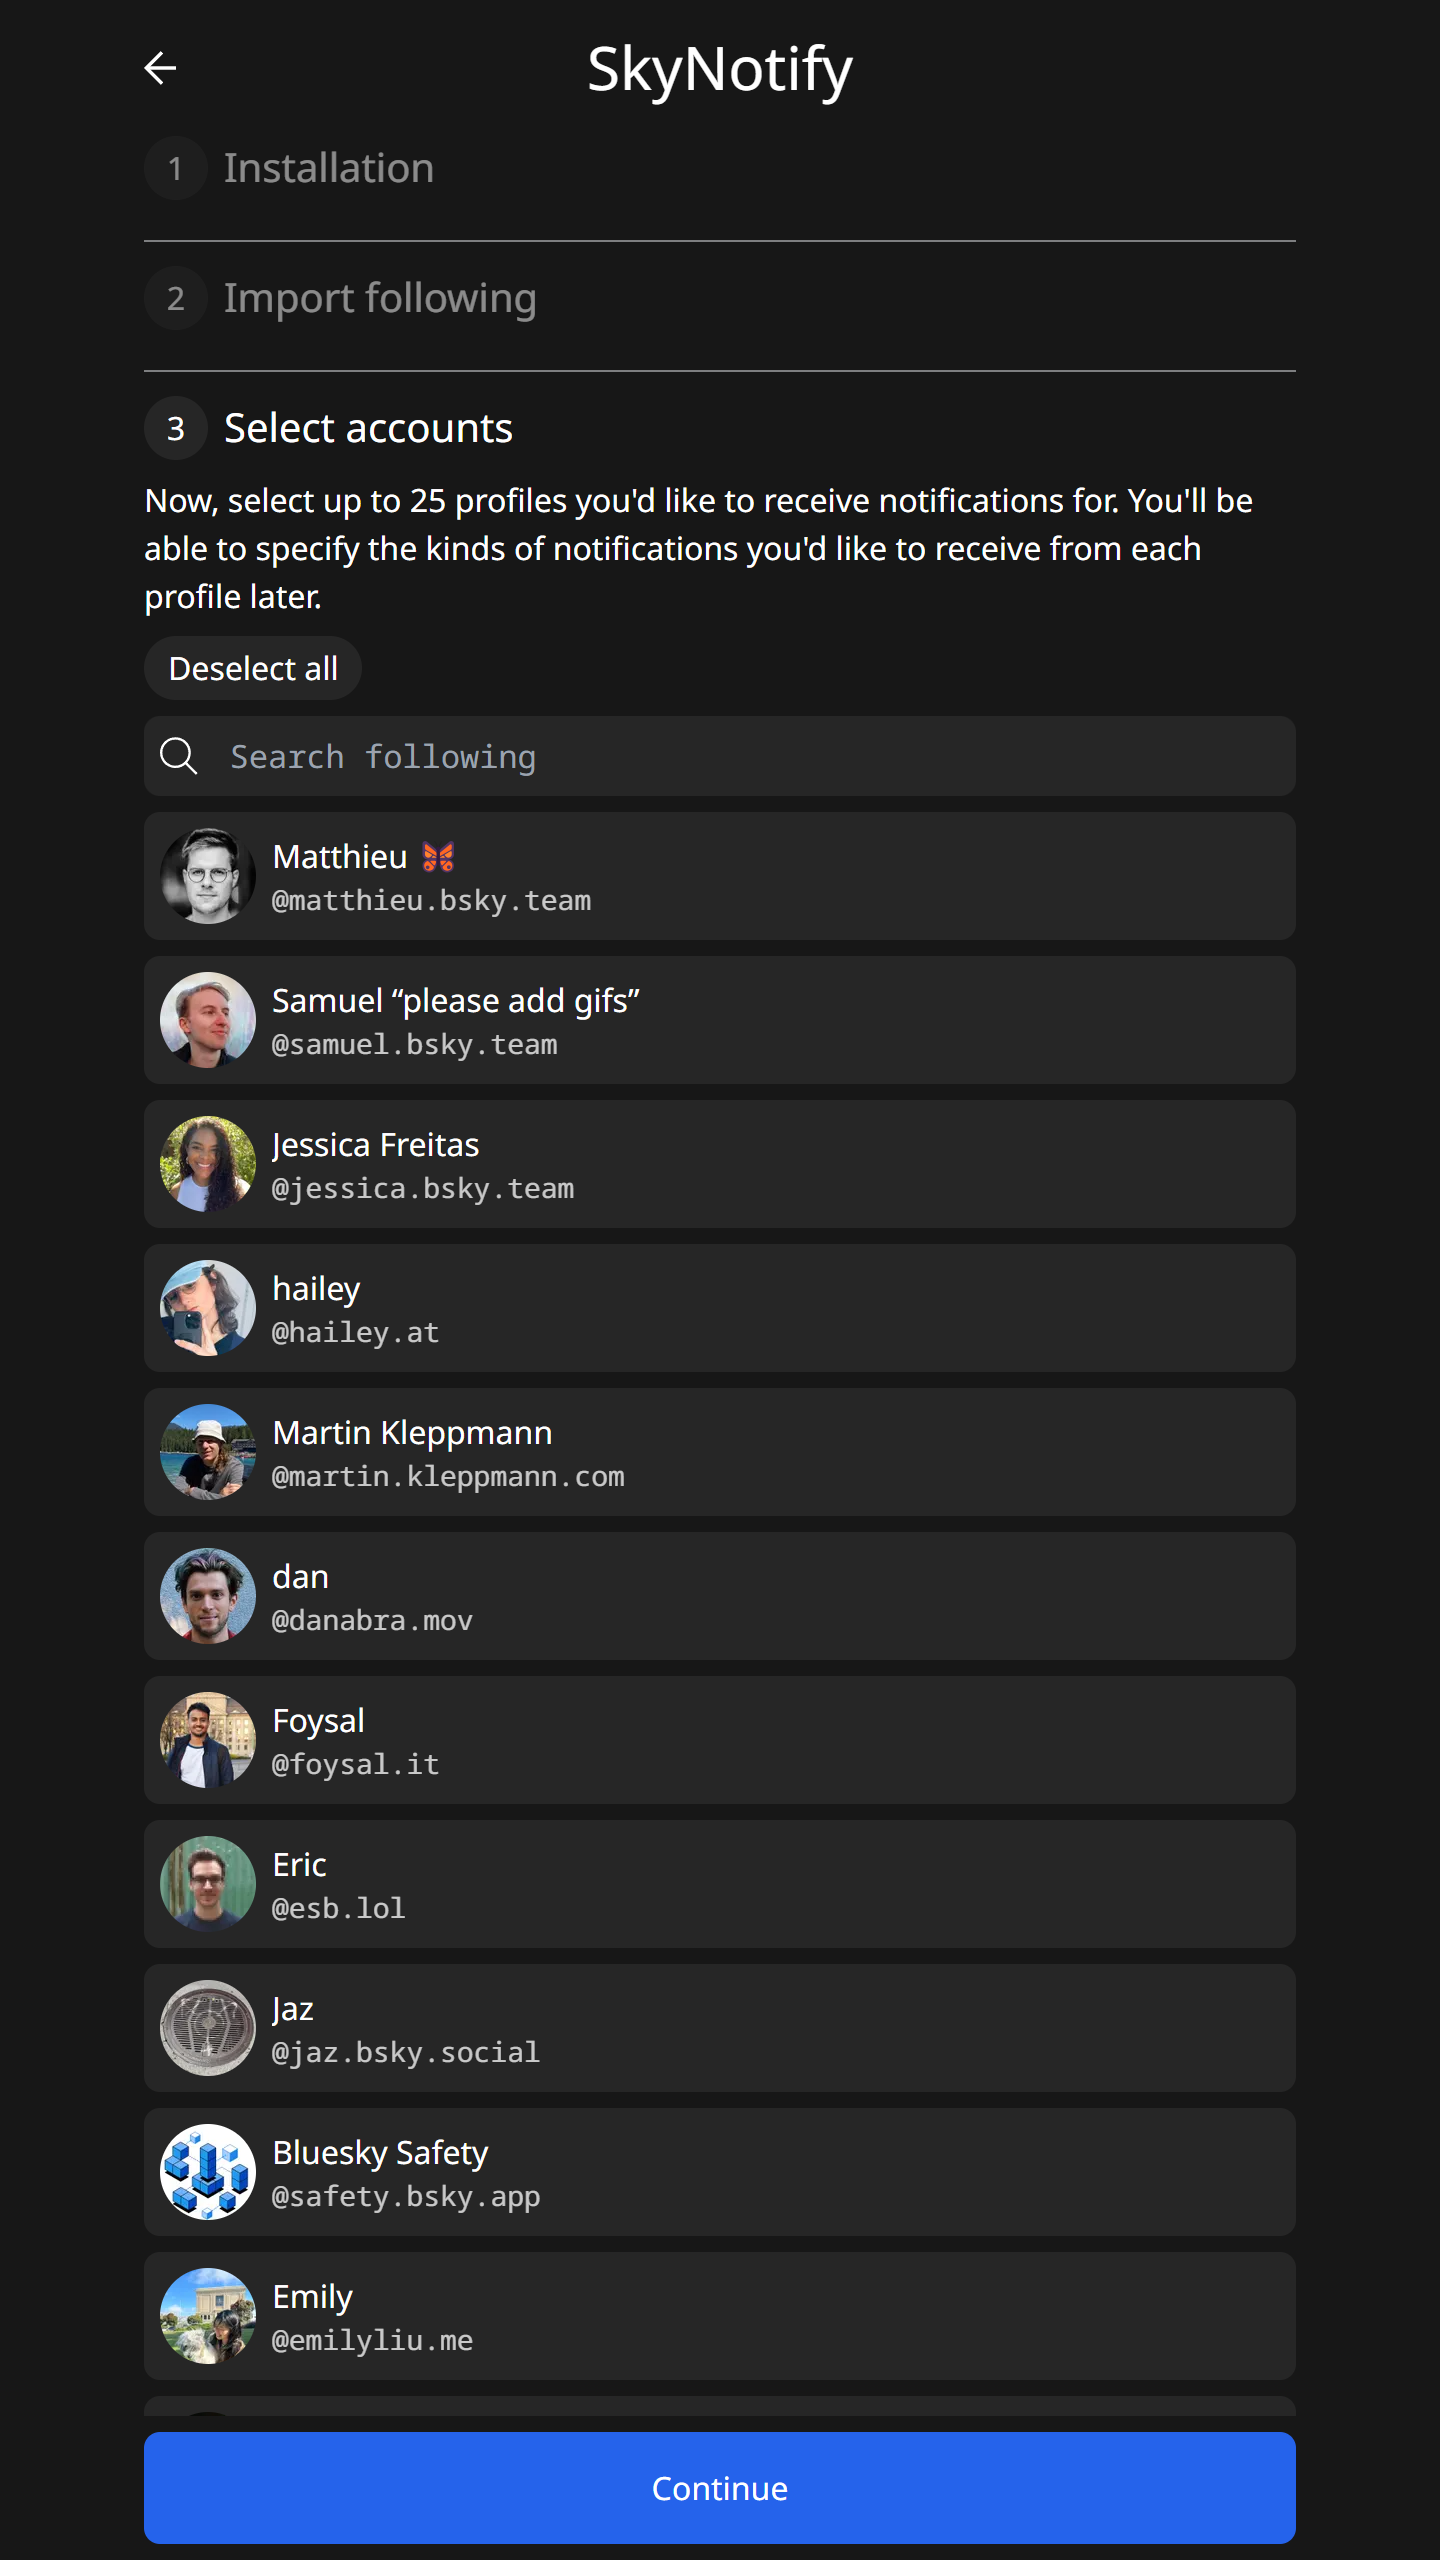 SkyNotify
1 Installation
2 Import following
3 Select accounts
Now, select up to 25 profiles you'd like to receive notifications for. You'll be
able to specify the kinds of notifications you'd like to receive from each
profile later.
Deselect all
Search following
Matthieu 🦋
@matthieu.bsky.team
Samuel “please add gifs”
@samuel.bsky.team
Jessica Freitas
@jessica.bsky.team
hailey
@hailey.at
Martin Kleppmann
@martin.kleppmann.com
dan
@danabra.mov
Foysal
@foysal.it
Eric
@esb.lol
Jaz
@jaz.bsky.social
Bluesky Safety
@safety.bsky.app
Emily
@emilyliu.me
Continue